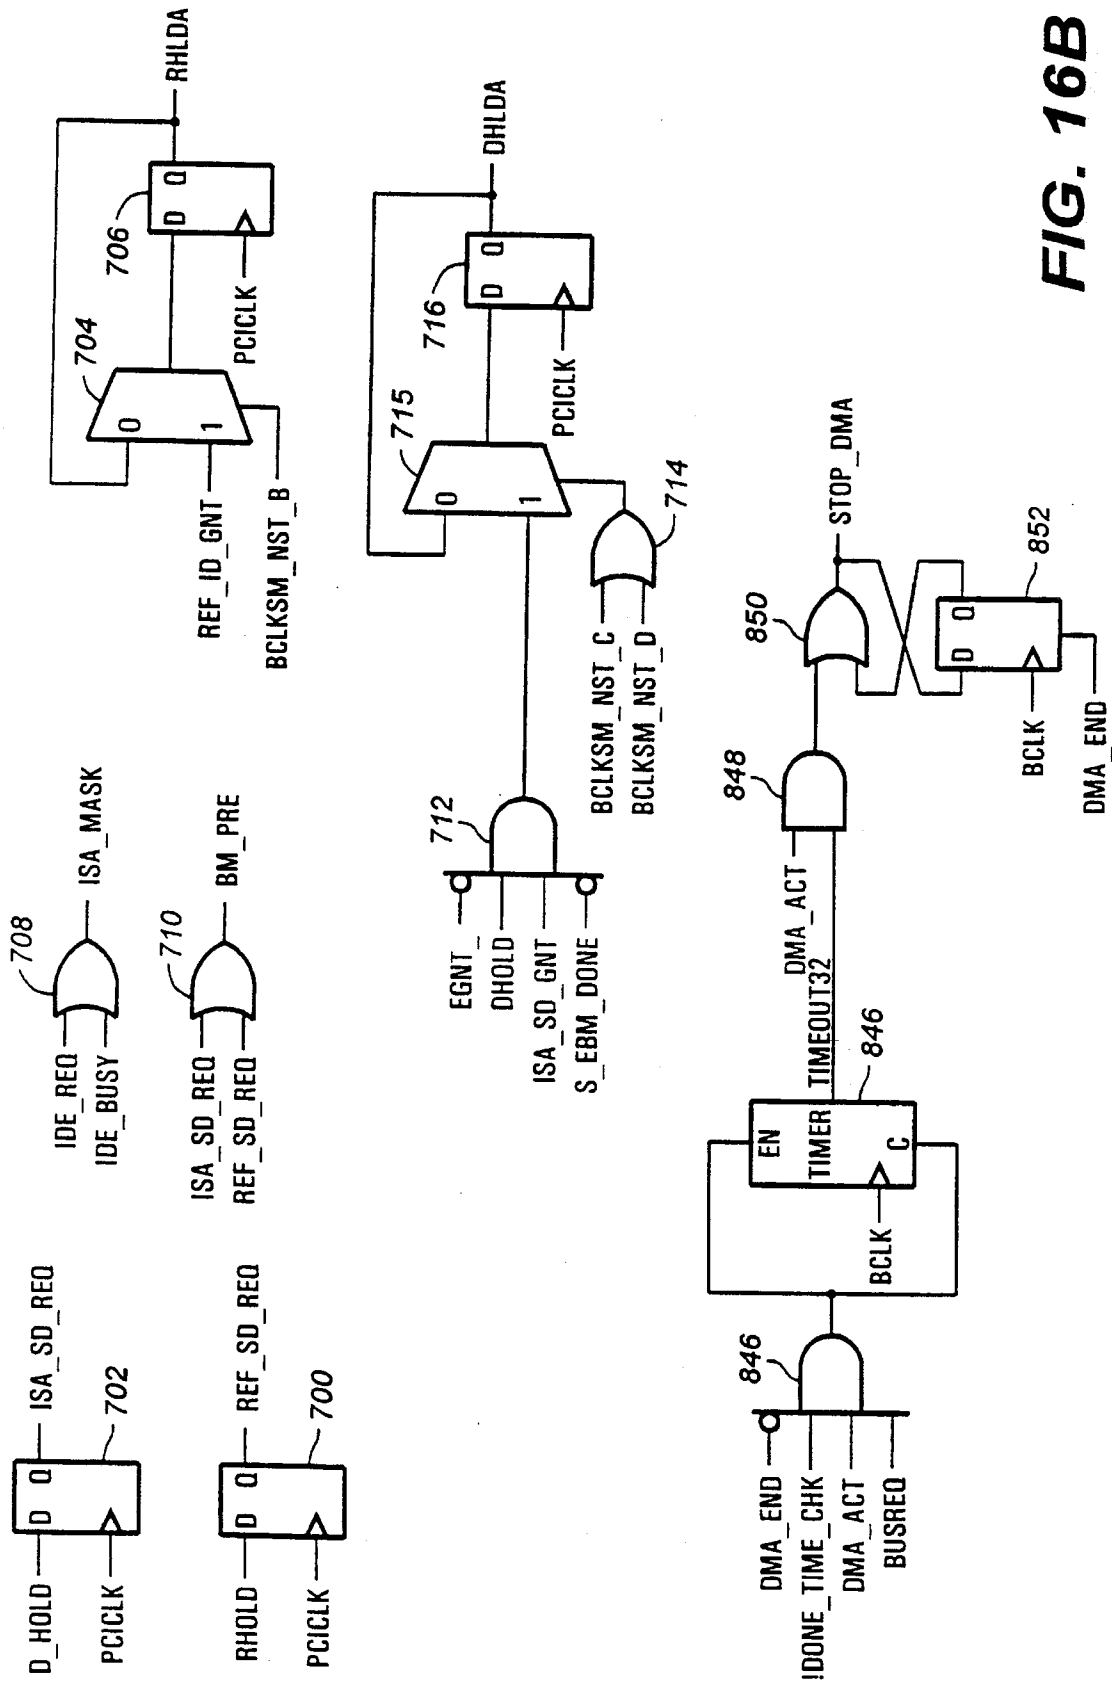 D_HOLD
D Q
ISA_SD_REQ
PCICLK
702
RHOLD
D Q
REF_SD_REQ
PCICLK
700
IDE_REQ
IDE_BUSY
708
ISA_MASK
ISA_SD_REQ
REF_SD_REQ
710
BM_PRE
REF_ID_GNT
BCLKSM_NST_B
0
1
704
PCICLK
D Q
706
RHLDA
EGNT_
DHOLD
ISA_SD_GNT
S_EBM_DONE
712
BCLKSM_NST_C
BCLKSM_NST_D
714
0
1
715
PCICLK
D Q
716
DHLDA
DMA_END
!DONE_TIME_CHK
DMA_ACT
BUSREQ
846
BCLK
EN
TIMER
C
846
TIMEOUT32
DMA_ACT
848
850
STOP_DMA
D Q
852
BCLK
DMA_END
FIG. 16B